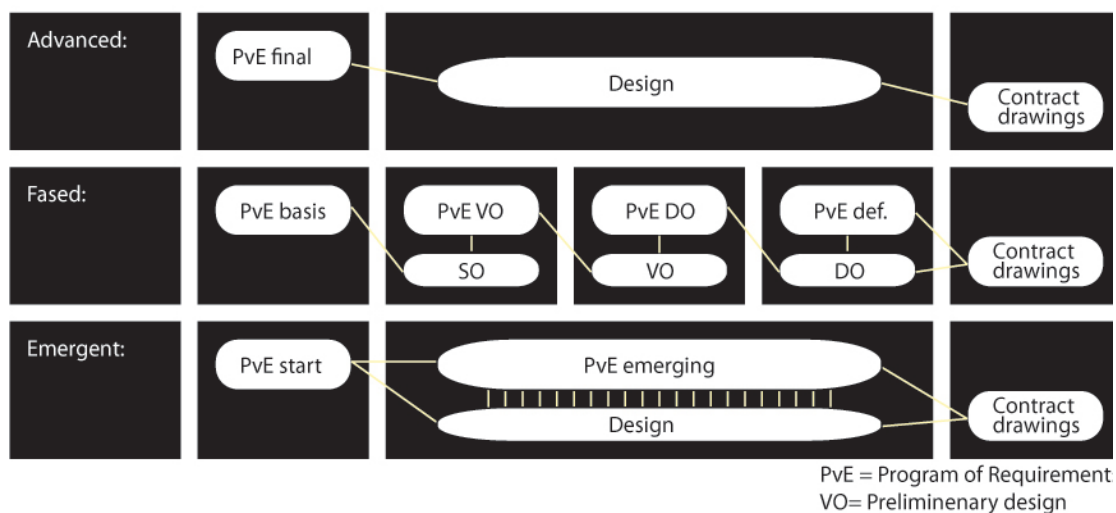 Advanced:
PvE final
Design
Contract
drawings
Fased:
PvE basis
PvE VO
PvE DO
PvE def.
SO
VO
DO
Contract
drawings
Emergent:
PvE start
PvE emerging
Design
Contract
drawings
PvE = Program of Requirement
VO= Preliminenary design